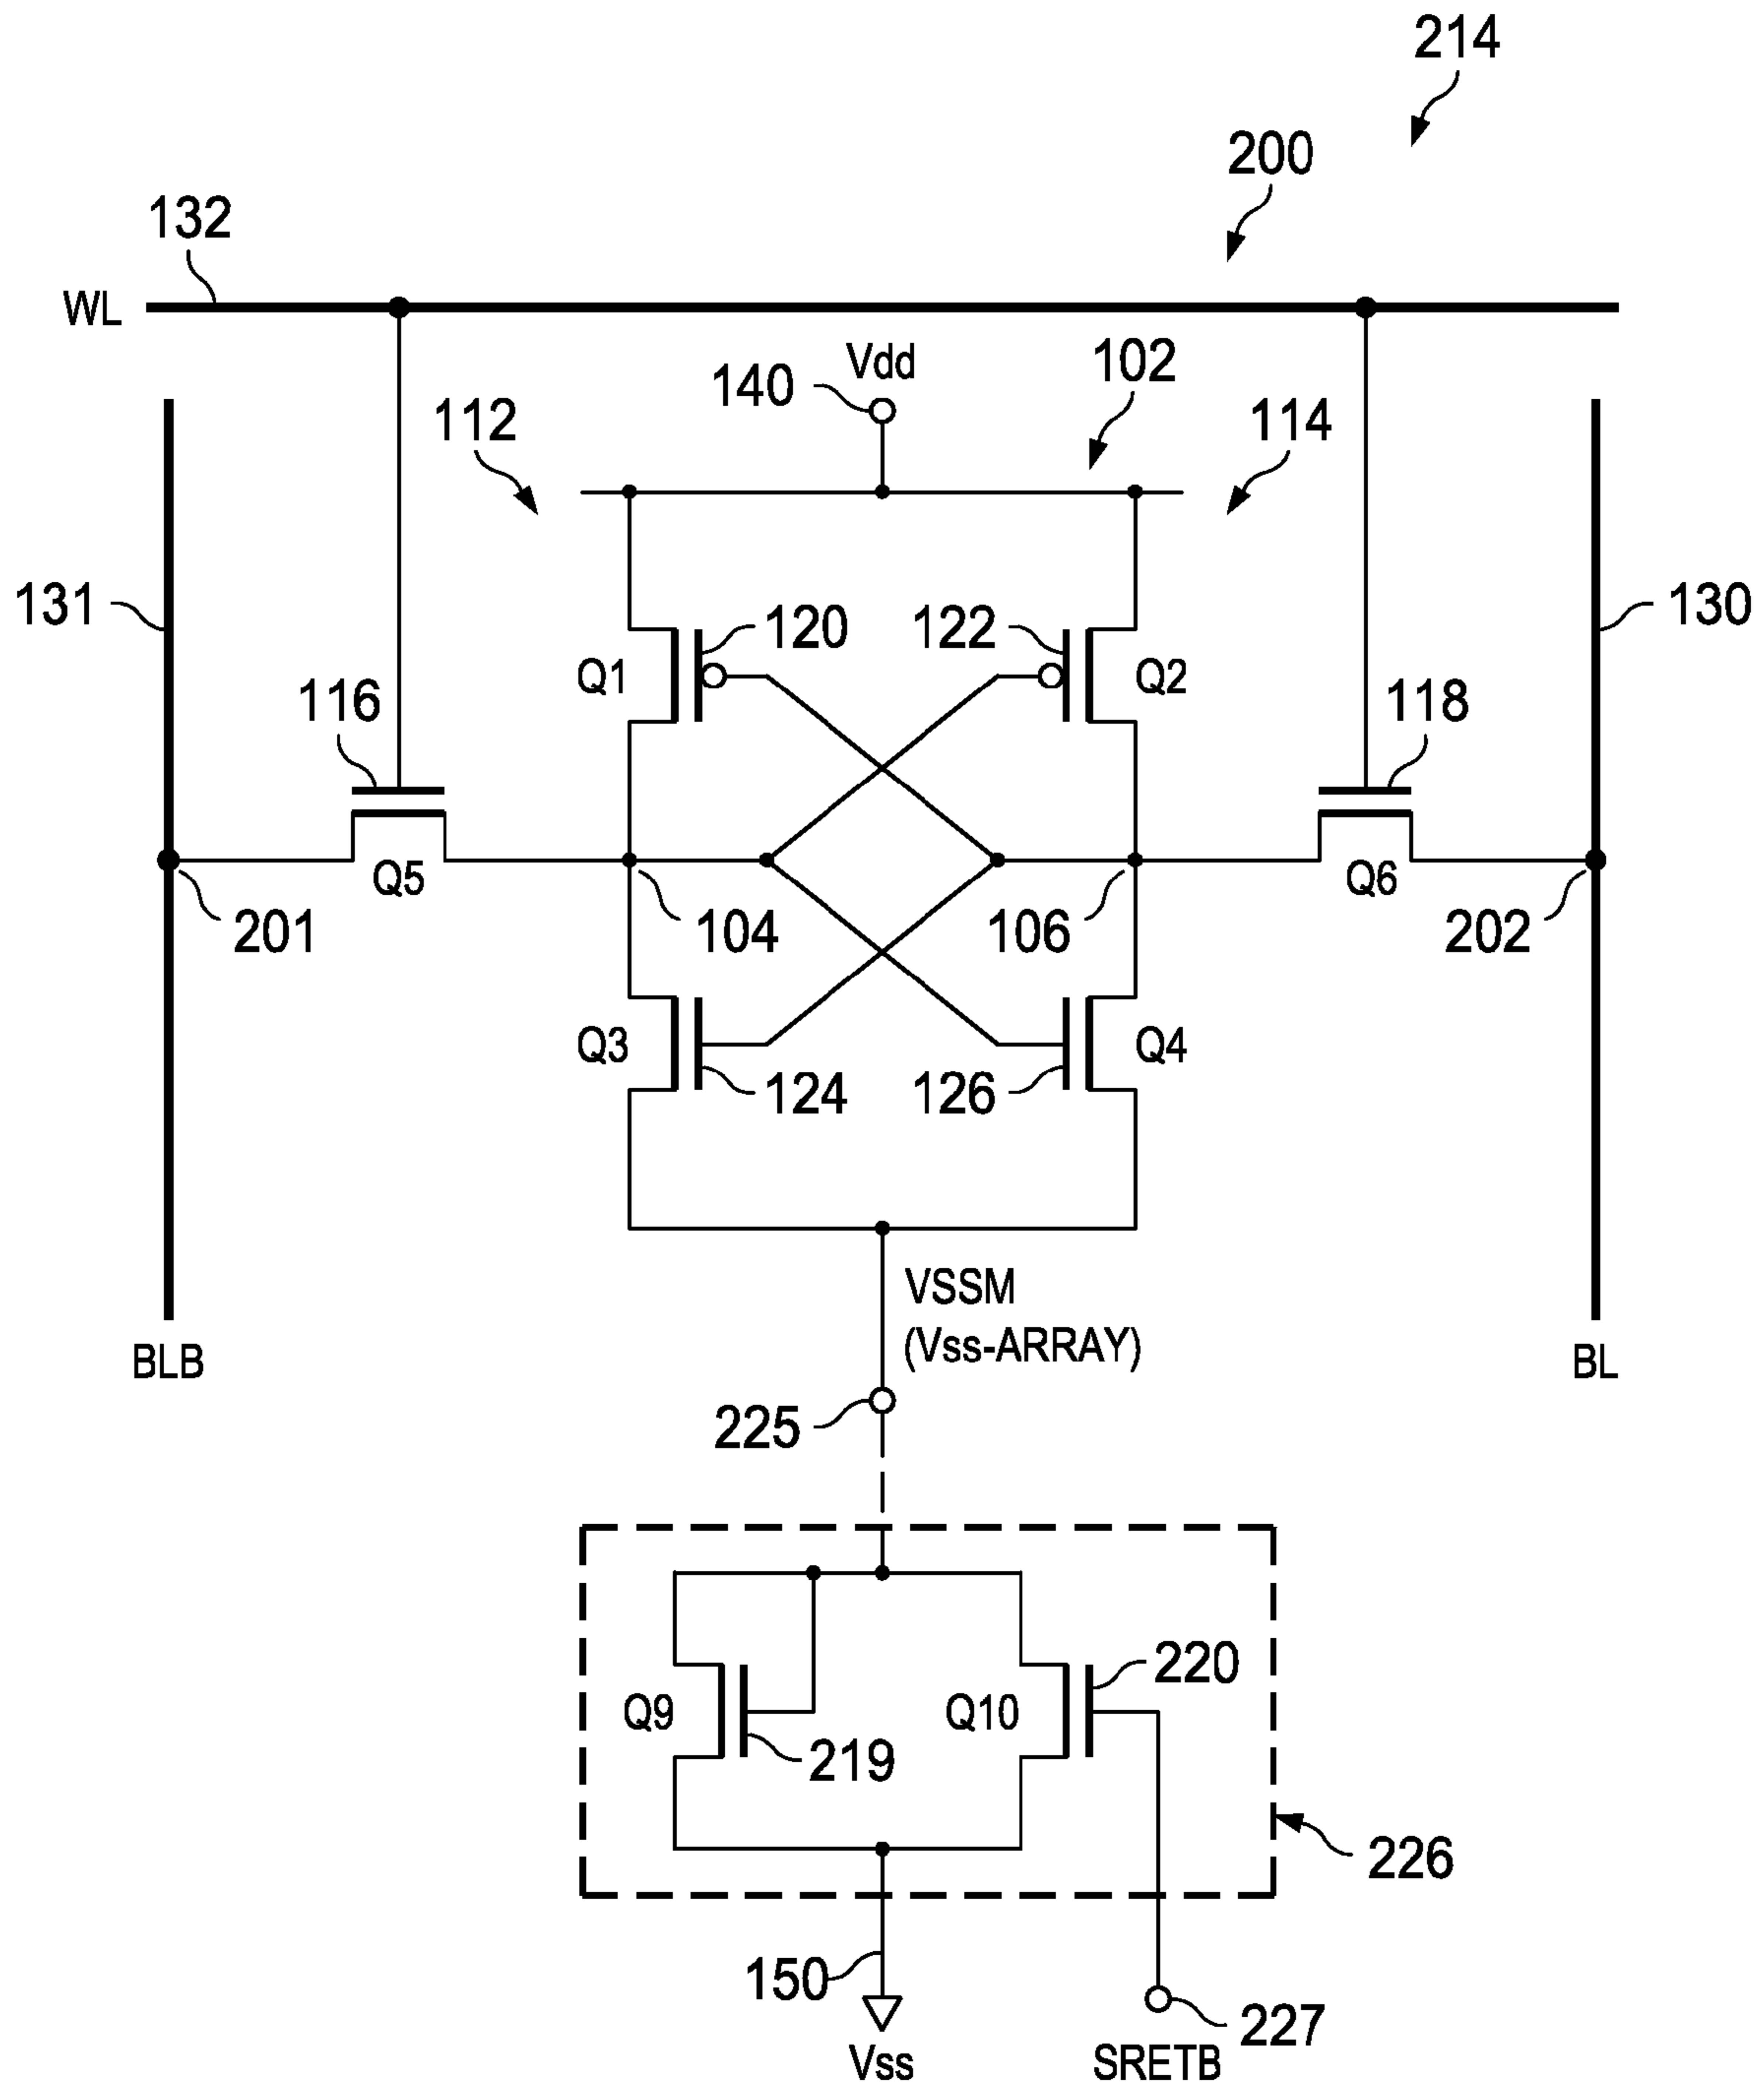 214
200
132
WL
Vdd
140
102
112
114
131
130
120
122
Q1
Q2
116
118
Q5
Q6
201
104
106
202
Q3
Q4
124
126
VSSM
(Vss-ARRAY)
BLB
BL
225
220
Q9
Q10
219
226
150
227
Vss
SRETB